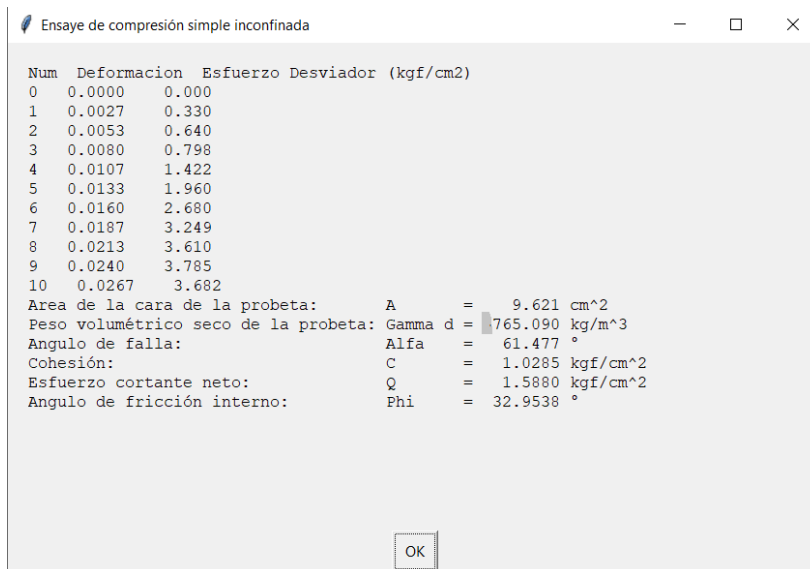 Ensaye de compresión simple inconfinada
Num Deformacion Esfuerzo Desviador (kgf/cm2)
0 0.0000 0.000
1 0.0027 0.330
2 0.0053 0.640
3 0.0080 0.798
4 0.0107 1.422
5 0.0133 1.960
6 0.0160 2.680
7 0.0187 3.249
8 0.0213 3.610
9 0.0240 3.785
10 0.0267 3.682
Area de la cara de la probeta: A = 9.621 cm^2
Peso volumétrico seco de la probeta: Gamma d = 765.090 kg/m^3
Angulo de falla: Alfa = 61.477 °
Cohesión: C = 1.0285 kgf/cm^2
Esfuerzo cortante neto: Q = 1.5880 kgf/cm^2
Angulo de fricción interno: Phi = 32.9538 °
OK